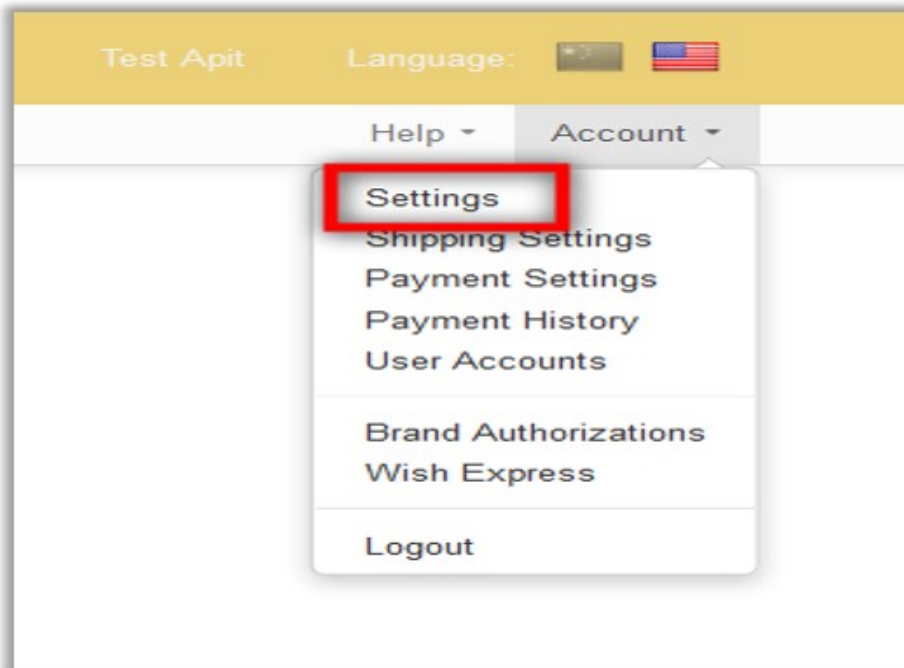 Test Apit Language:
Help Account
Settings
Shipping Settings
Payment Settings
Payment History
User Accounts
Brand Authorizations
Wish Express
Logout